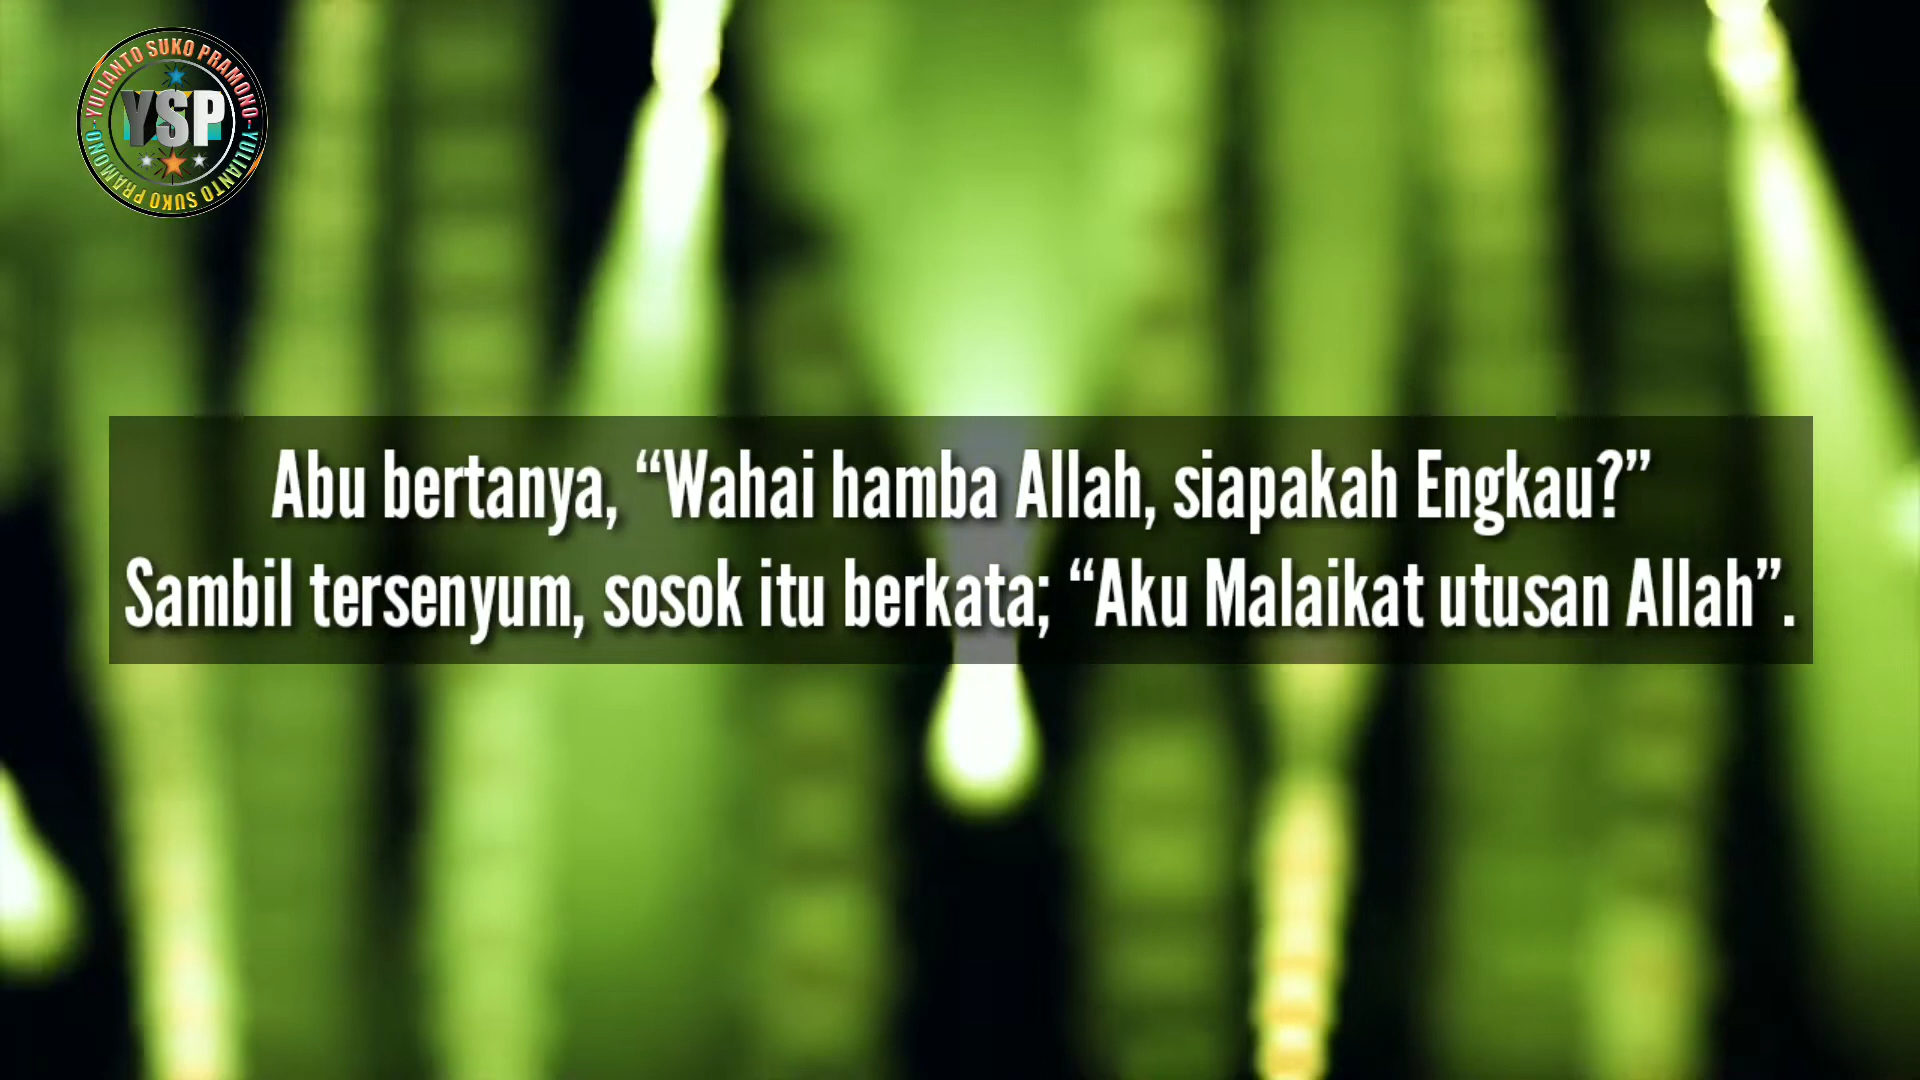 YULIANTO SUKO PRAMONO
YSP
YULIANTO SUKO PRAMONO
Abu bertanya, “Wahai hamba Allah, siapakah Engkau?”
Sambil tersenyum, sosok itu berkata; “Aku Malaikat utusan Allah”.